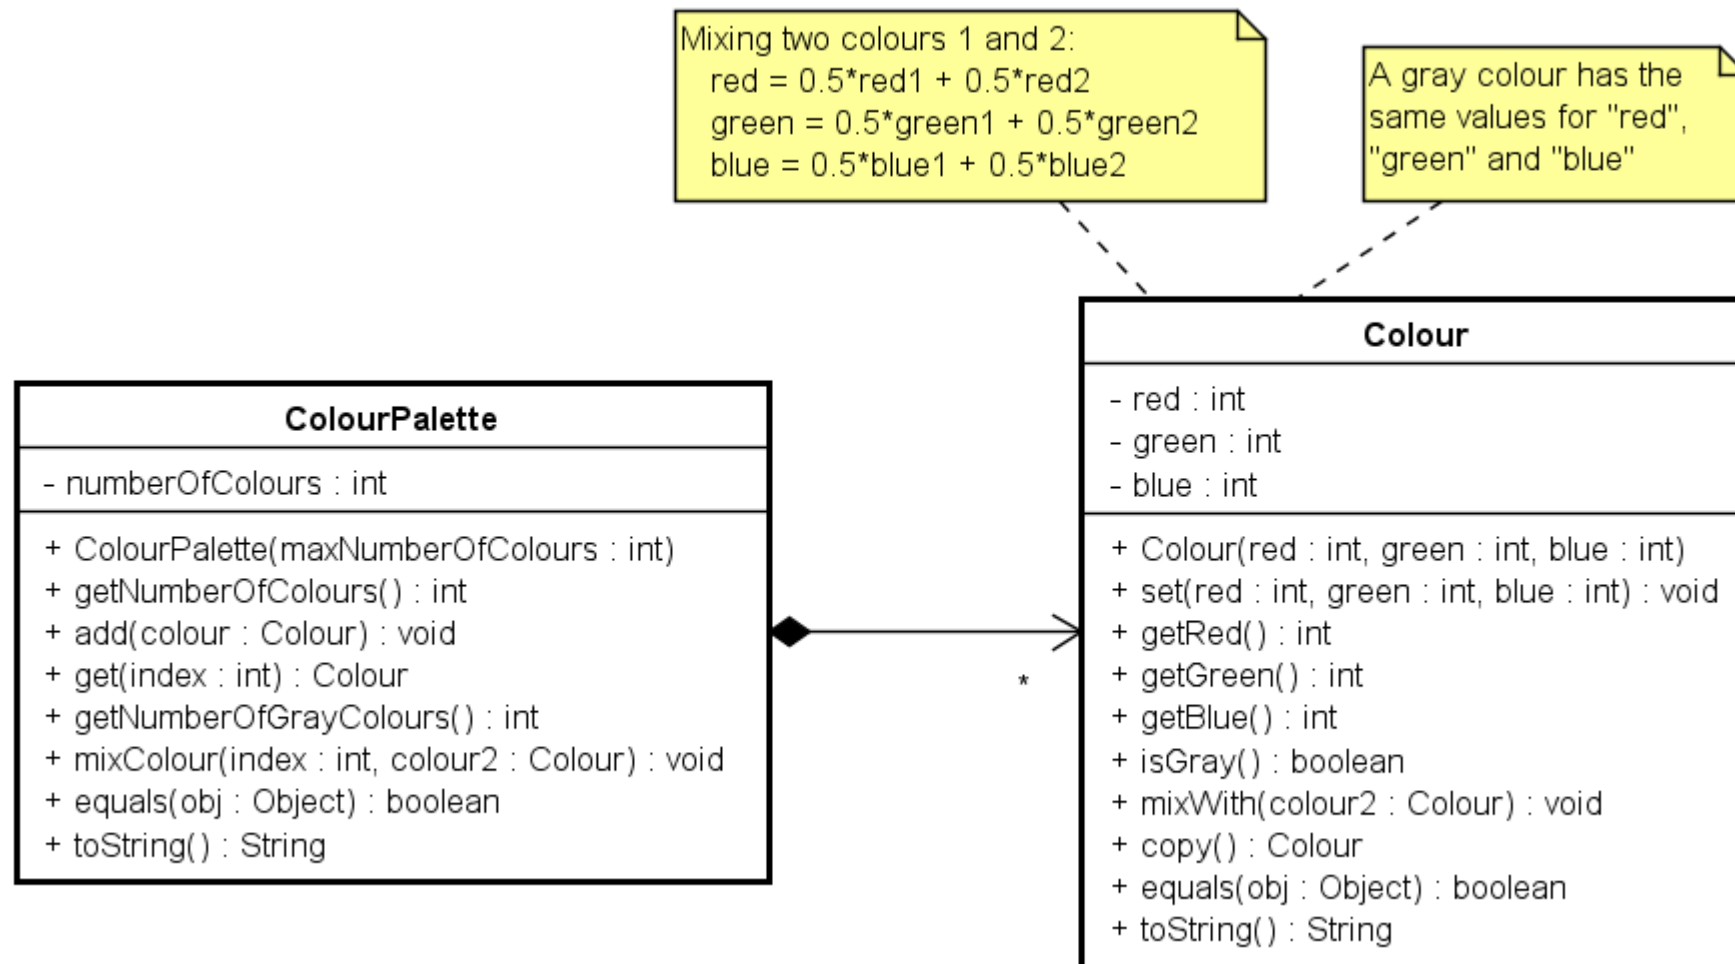 Mixing two colours 1 and 2:
red = 0.5*red1 + 0.5*red2
green = 0.5*green1 + 0.5*green2
blue = 0.5*blue1 + 0.5*blue2
A gray colour has the
same values for "red",
"green" and "blue"
ColourPalette
- numberOfColours : int
+ ColourPalette(maxNumberOfColours : int)
+ getNumberOfColours() : int
+ add(colour : Colour) : void
+ get(index : int) : Colour
+ getNumberOfGrayColours() : int
+ mixColour(index : int, colour2 : Colour) : void
+ equals(obj : Object) : boolean
+ toString() : String
*
Colour
- red : int
- green : int
- blue : int
+ Colour(red : int, green : int, blue : int)
+ set(red : int, green : int, blue : int) : void
+ getRed() : int
+ getGreen() : int
+ getBlue() : int
+ isGray() : boolean
+ mixWith(colour2 : Colour) : void
+ copy() : Colour
+ equals(obj : Object) : boolean
+ toString() : String